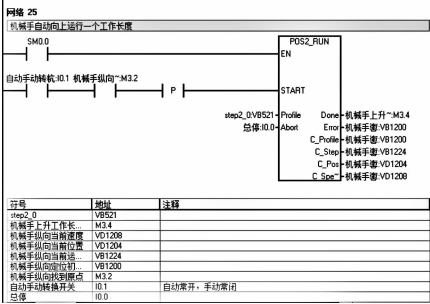 网络 25
机械手自动向上运行一个工作长度
SM0.0
POS2_RUN
EN
自动手动转杭:I0.1 机械手纵向~:M3.2
P
START
step2_0:VB521 Profile Done 机械手上升~:M3.4
总停:I0.0 Abort Error 机械手:VB1200
C_Profile 机械手:VB1200
C_Step 机械手:VB1224
C_Pos 机械手:VD1204
C_Spe~ 机械手:VD1208
符号 地址 注释
step2_0 VB521
机械手上升工作长... M3.4
机械手纵向当前速度 VD1208
机械手纵向当前位置 VD1204
机械手纵向当前运... VB1224
机械手纵向定位初... VB1200
机械手纵向找到原点 M3.2
自动手动转换开关 I0.1 自动常开，手动常闭
总停 I0.0